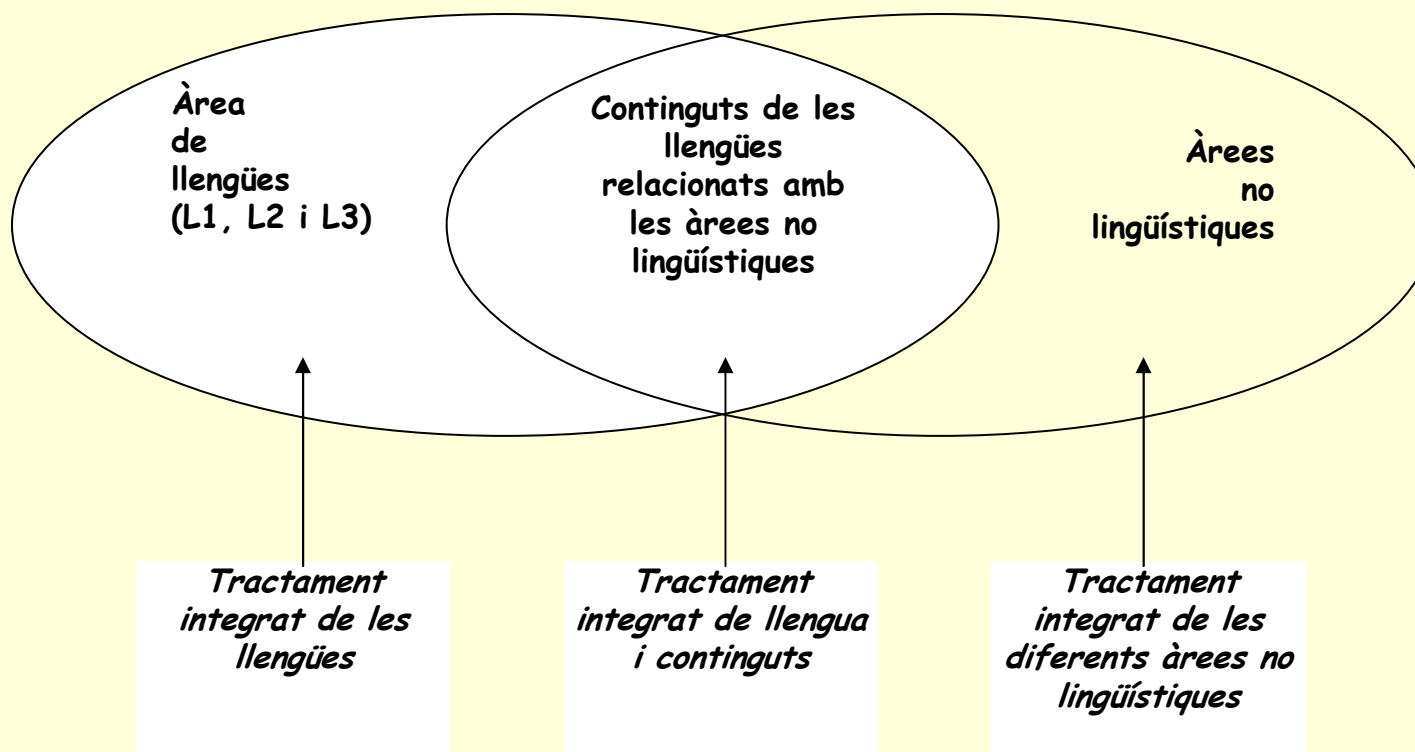 Àrea
de
llengües
(L1, L2 i L3)
Continguts de les
llengües
relacionats amb
les àrees no
lingüístiques
Àrees
no
lingüístiques
Tractament
integrat de les
llengües
Tractament
integrat de llengua
i continguts
Tractament
integrat de les
diferents àrees no
lingüístiques